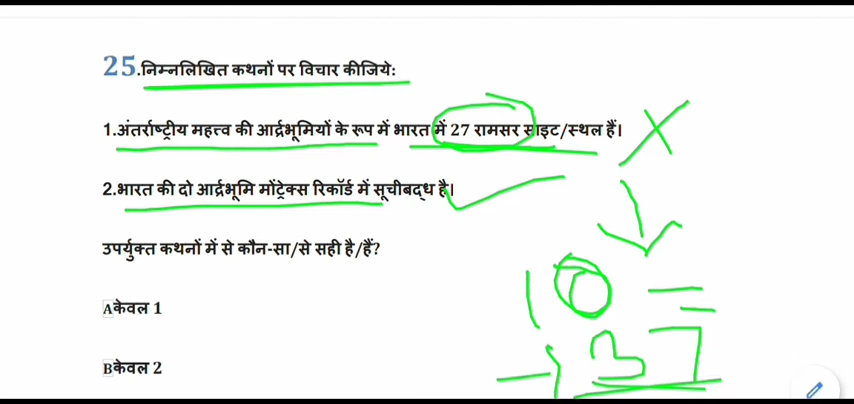 25.निम्नलिखित कथनों पर विचार कीजिये:
1.अंतर्राष्ट्रीय महत्त्व की आर्द्रभूमियों के रूप में भारत में 27 रामसर साइट/स्थल हैं।
2.भारत की दो आर्द्रभूमि मोंट्रेक्स रिकॉर्ड में सूचीबद्ध है।
उपर्युक्त कथनों में से कौन-सा/से सही है/हैं?
Aकेवल 1
10 =
Bकेवल 2
37